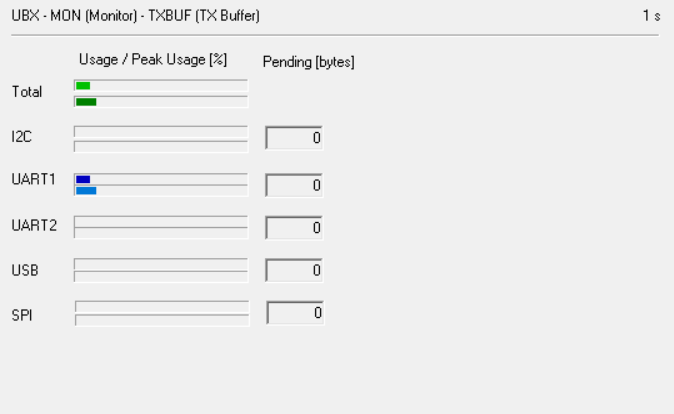 UBX - MON (Monitor) - TXBUF (TX Buffer) 1 s
Usage / Peak Usage [%] Pending [bytes]
Total
I2C 0
UART1 0
UART2 0
USB 0
SPI 0